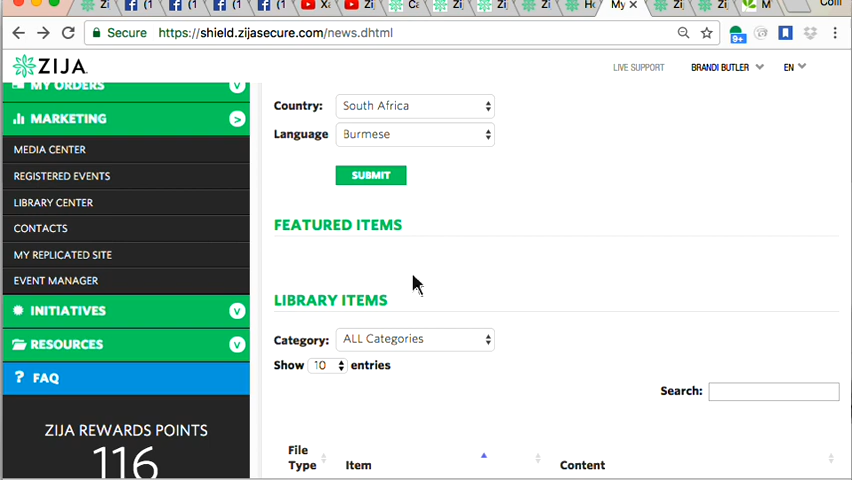 Secure https://shield.zijasecure.com/news.dhtml
ZIJA
LIVE SUPPORT BRANDI BUTLER EN
MY ORDERS
MARKETING
MEDIA CENTER
REGISTERED EVENTS
LIBRARY CENTER
CONTACTS
MY REPLICATED SITE
EVENT MANAGER
INITIATIVES
RESOURCES
? FAQ
ZIJA REWARDS POINTS
116
Country: South Africa
Language Burmese
SUBMIT
FEATURED ITEMS
LIBRARY ITEMS
Category: ALL Categories
Show 10 entries
Search:
File
Type Item Content